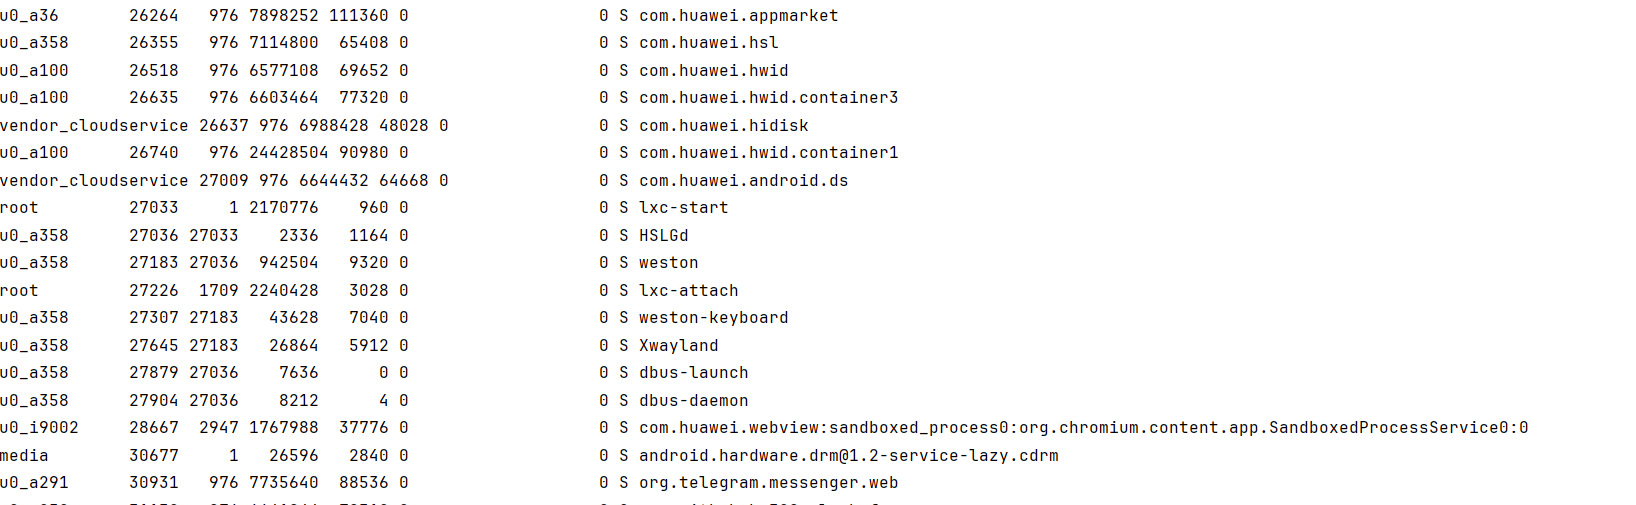 u0_a36 26264 976 7898252 111360 0 0 S com.huawei.appmarket
u0_a358 26355 976 7114800 65408 0 0 S com.huawei.hsl
u0_a100 26518 976 6577108 69652 0 0 S com.huawei.hwid
u0_a100 26635 976 6603464 77320 0 0 S com.huawei.hwid.container3
vendor_cloudservice 26637 976 6988428 48028 0 0 S com.huawei.hidisk
u0_a100 26740 976 24428504 90980 0 0 S com.huawei.hwid.container1
vendor_cloudservice 27009 976 6644432 64668 0 0 S com.huawei.android.ds
root 27033 1 2170776 960 0 0 S lxc-start
u0_a358 27036 27033 2336 1164 0 0 S HSLGd
u0_a358 27183 27036 942504 9320 0 0 S weston
root 27226 1709 2240428 3028 0 0 S lxc-attach
u0_a358 27307 27183 43628 7040 0 0 S weston-keyboard
u0_a358 27645 27183 26864 5912 0 0 S Xwayland
u0_a358 27879 27036 7636 0 0 0 S dbus-launch
u0_a358 27904 27036 8212 4 0 0 S dbus-daemon
u0_i9002 28667 2947 1767988 37776 0 0 S com.huawei.webview:sandboxed_process0:org.chromium.content.app.SandboxedProcessService0:0
media 30677 1 26596 2840 0 0 S android.hardware.drm@1.2-service-lazy.cdrm
u0_a291 30931 976 7735640 88536 0 0 S org.telegram.messenger.web